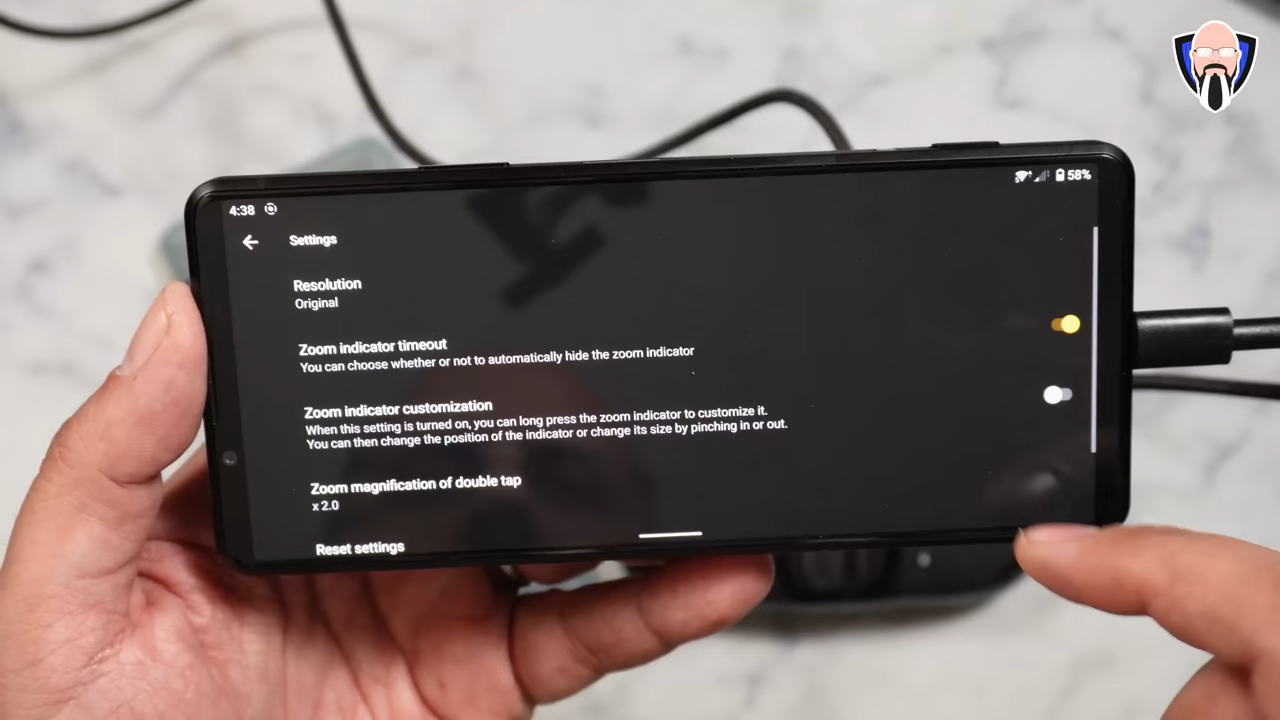 4:38
58%
Settings
Resolution
Original
Zoom indicator timeout
You can choose whether or not to automatically hide the zoom indicator
Zoom indicator customization
When this setting is turned on, you can long press the zoom indicator to customize it.
You can then change the position of the indicator or change its size by pinching in or out.
Zoom magnification of double tap
x 2.0
Reset settings